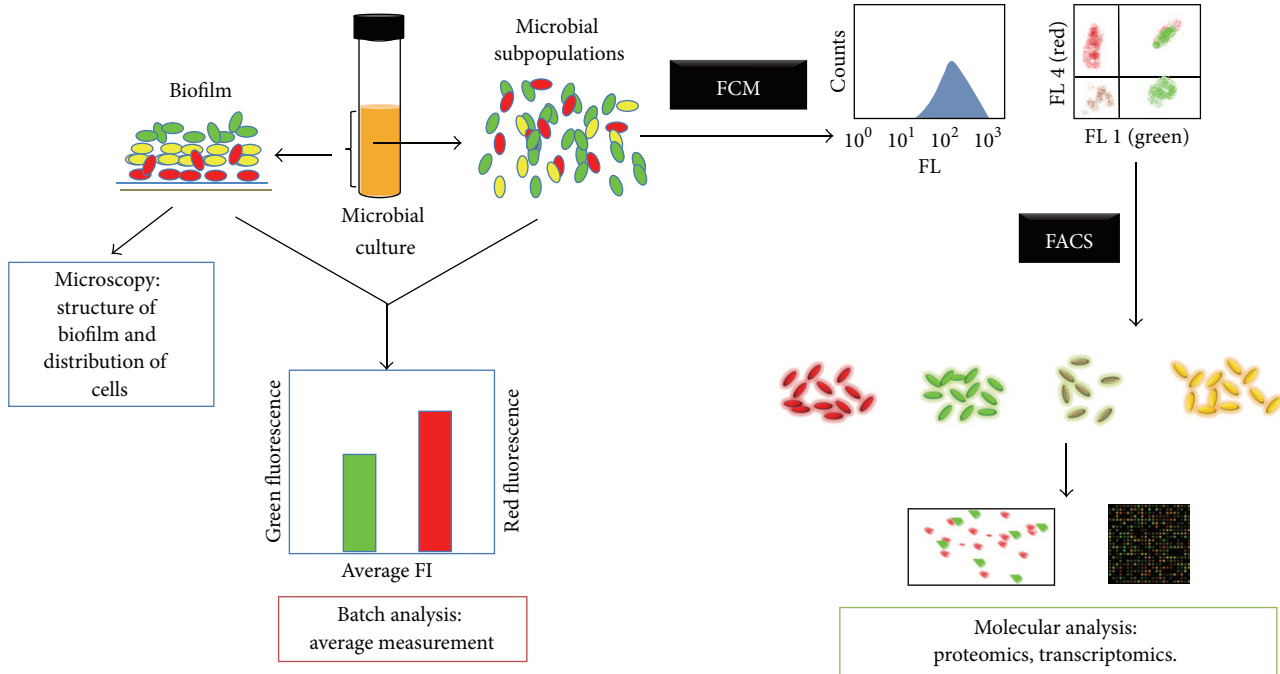 Biofilm
Microbial
culture
Microbial
subpopulations
FCM
Counts
10⁰ 10¹ 10² 10³
FL
FL 4 (red)
FL 1 (green)
FACS
Microscopy:
structure of
biofilm and
distribution of
cells
Green fluorescence
Red fluorescence
Average FI
Batch analysis:
average measurement
Molecular analysis:
proteomics, transcriptomics.